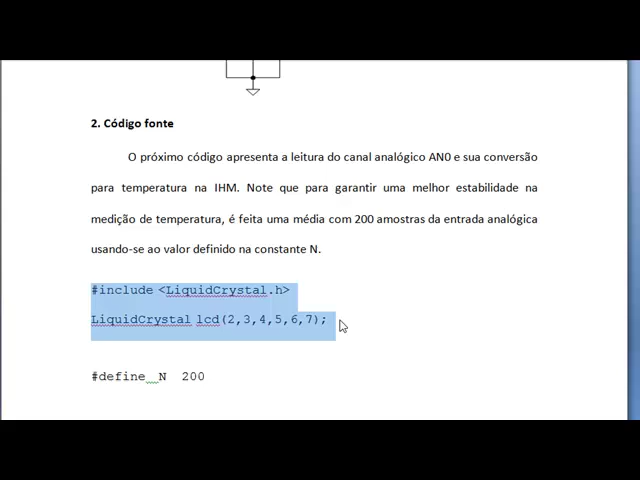 2. Código fonte
O próximo código apresenta a leitura do canal analógico AN0 e sua conversão
para temperatura na IHM. Note que para garantir uma melhor estabilidade na
medição de temperatura, é feita uma média com 200 amostras da entrada analógica
usando-se ao valor definido na constante N.
#include <LiquidCrystal.h>
LiquidCrystal lcd(2,3,4,5,6,7);
#define N 200